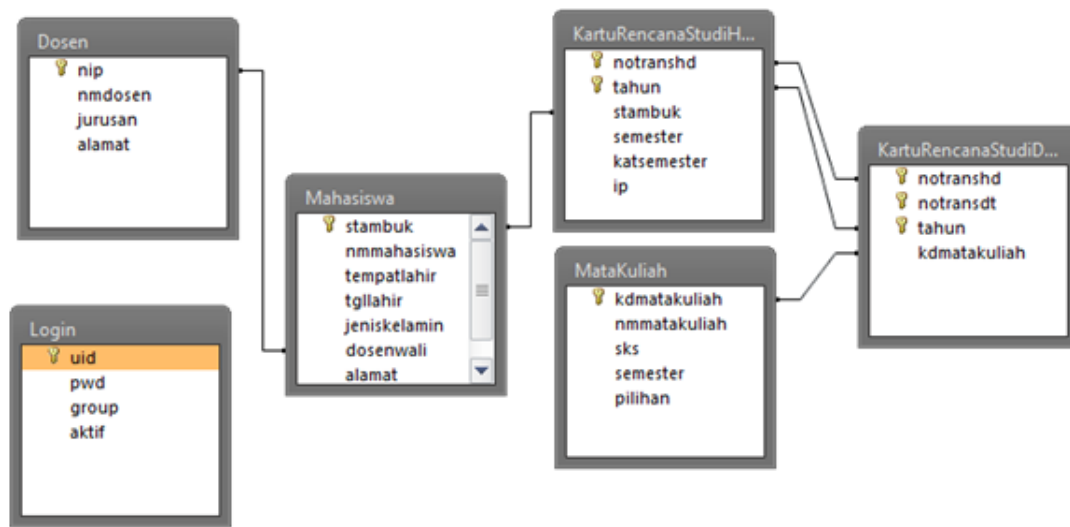 Dosen
nip
nmdosen
jurusan
alamat
Login
uid
pwd
group
aktif
Mahasiswa
stambuk
nmmahasiswa
tempatlahir
tgllahir
jeniskelamin
dosenwali
alamat
KartuRencanaStudiH...
notranshd
tahun
stambuk
semester
katsemester
ip
MataKuliah
kdmatakuliah
nmmatakuliah
sks
semester
pilihan
KartuRencanaStudiD...
notranshd
notransdt
tahun
kdmatakuliah